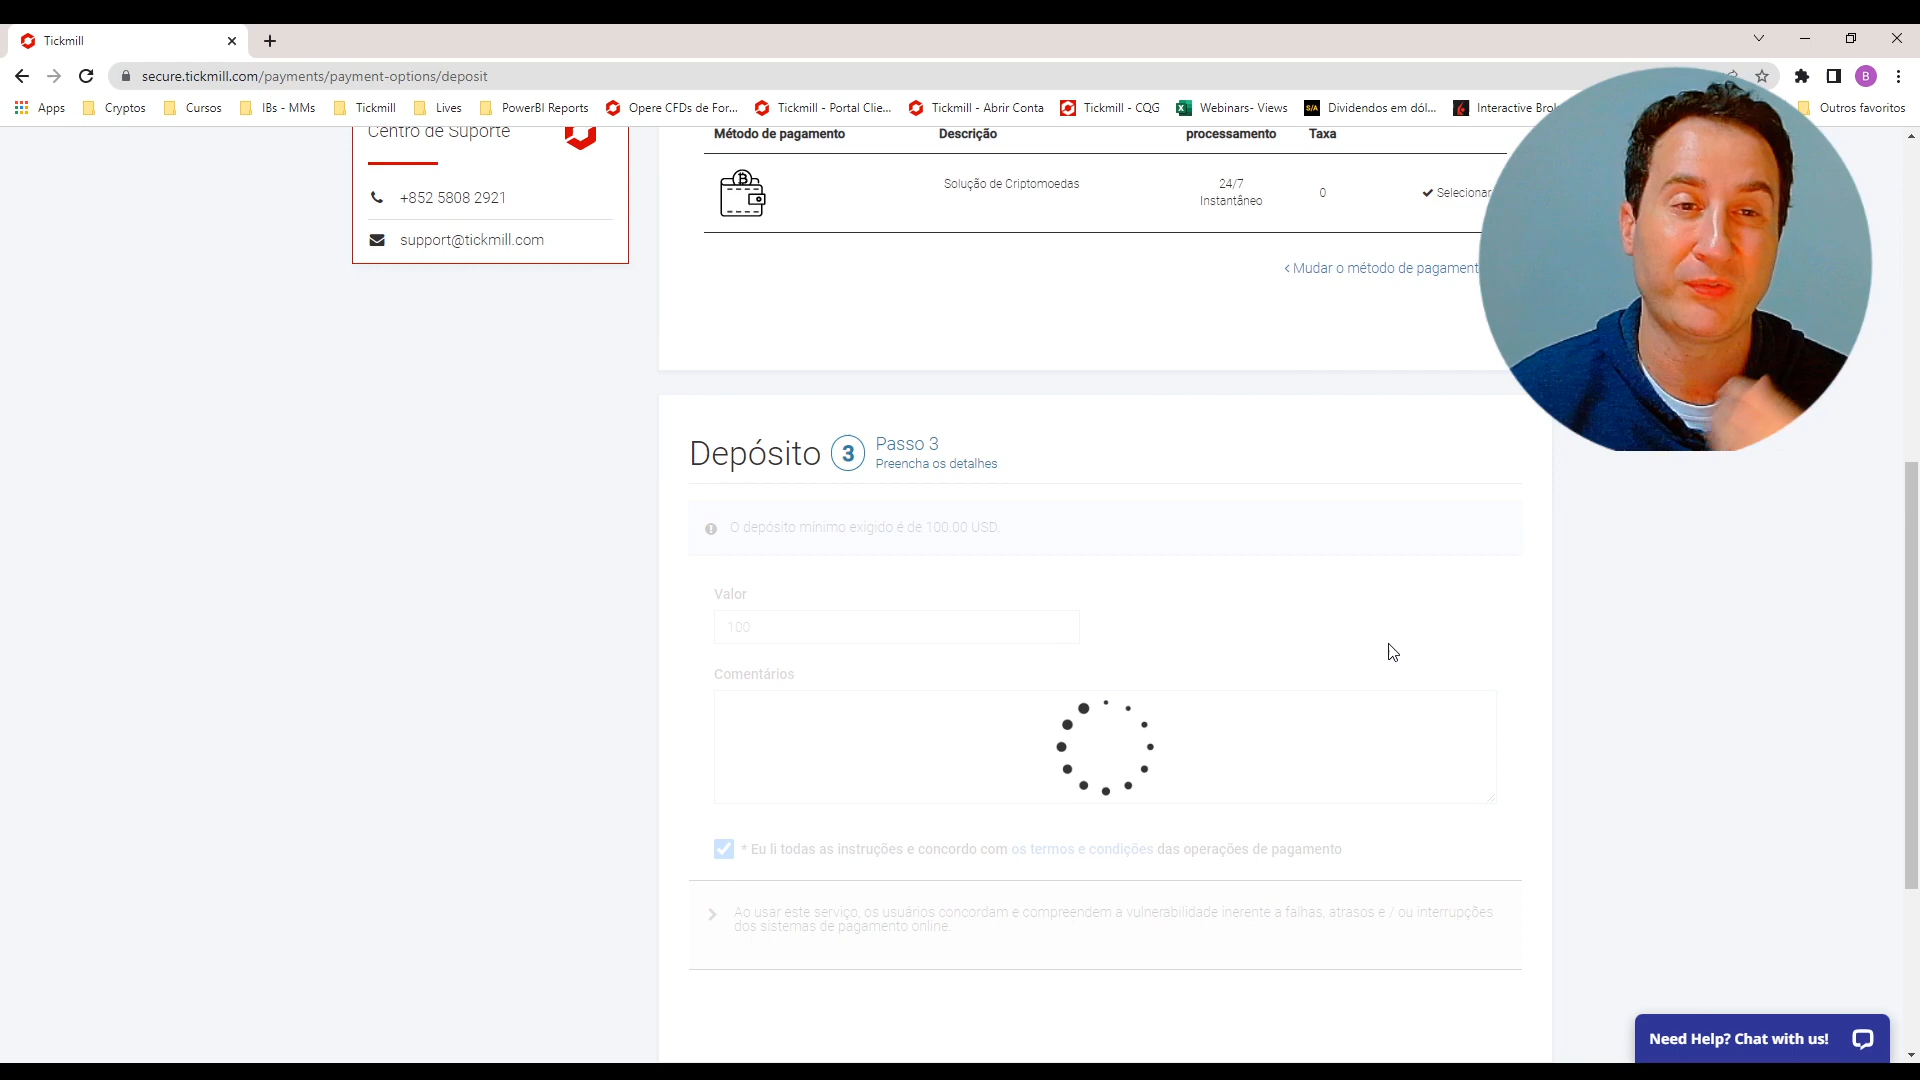 Tickmill
secure.tickmill.com/payments/payment-options/deposit
B
Apps
Cryptos
Cursos
IBs - MMs
Tickmill
Lives
PowerBI Reports
Opere CFDs de For...
Tickmill - Portal Clie...
Tickmill - Abrir Conta
Tickmill - CQG
Webinars- Views
S/A
Dividendos em dól...
Interactive
Outros favoritos
Centro de Suporte
+852 5808 2921
support@tickmill.com
Método de pagamento
Descrição
processamento
Taxa
Solução de Criptomoedas
24/7
Instantâneo
0
Selecionar
< Mudar o método de pagament
Depósito
3
Passo 3
Preencha os detalhes
O depósito mínimo exigido é de 100.00 USD.
Valor
100
Comentários
* Eu li todas as instruções e concordo com os termos e condições das operações de pagamento
Ao usar este serviço, os usuários concordam e compreendem a vulnerabilidade inerente a falhas, atrasos e / ou interrupções
dos sistemas de pagamento online.
Need Help? Chat with us!